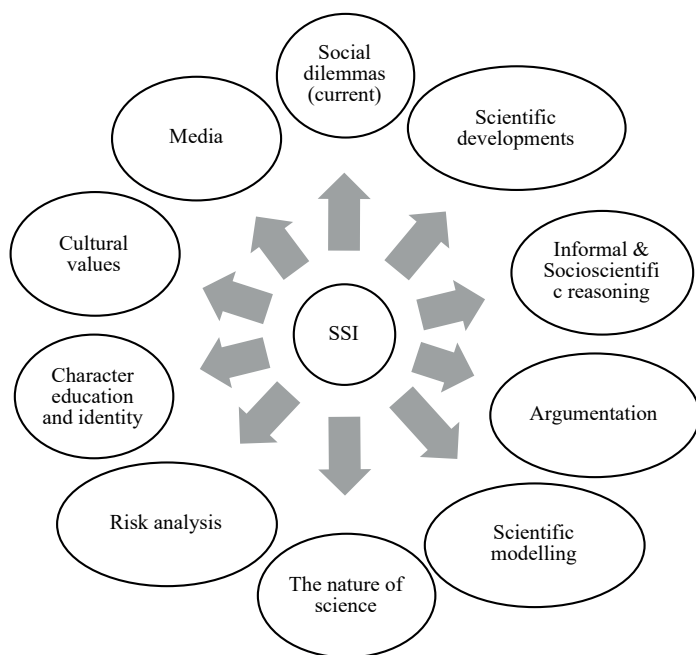 Social
dilemmas
(current)
Scientific
developments
Informal &
Socioscientifi
c reasoning
Argumentation
Scientific
modelling
The nature of
science
Risk analysis
Character
education
and identity
Cultural
values
Media
SSI